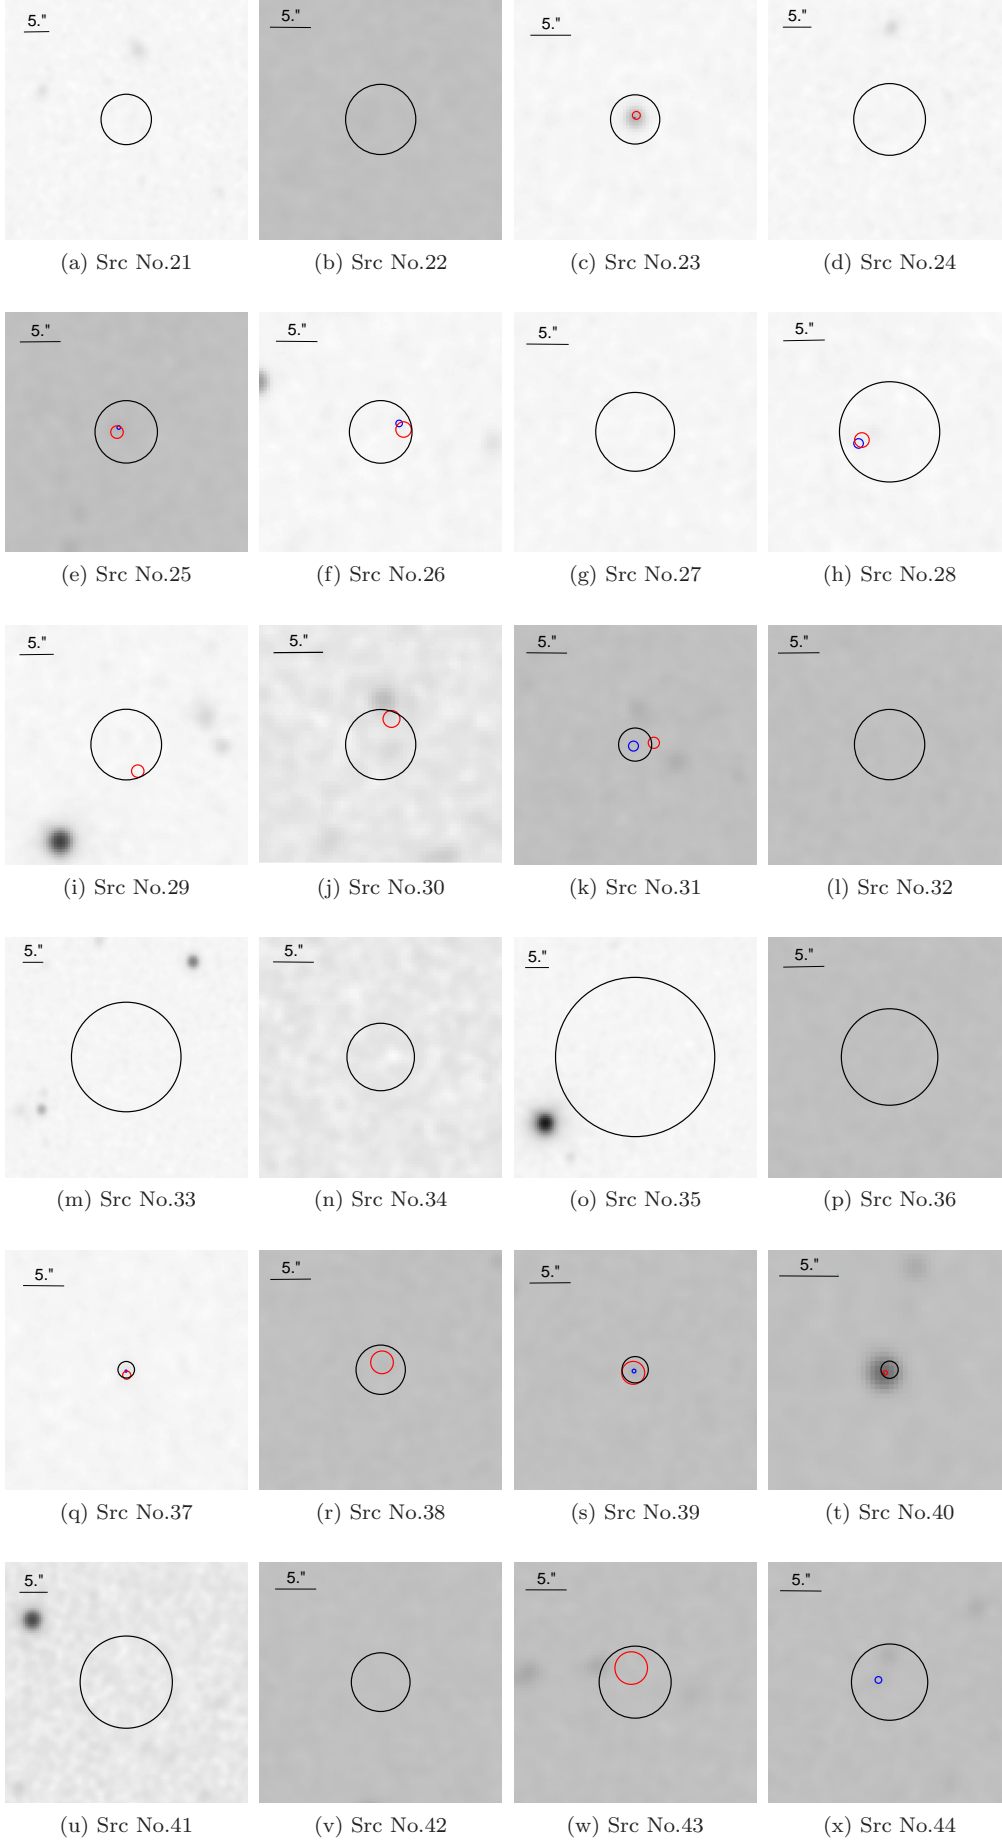 5." 5." 5." 5."
(a) Src No.21 (b) Src No.22 (c) Src No.23 (d) Src No.24
5." 5." 5." 5."
(e) Src No.25 (f) Src No.26 (g) Src No.27 (h) Src No.28
5." 5." 5." 5."
(i) Src No.29 (j) Src No.30 (k) Src No.31 (l) Src No.32
5." 5." 5." 5."
(m) Src No.33 (n) Src No.34 (o) Src No.35 (p) Src No.36
5." 5." 5." 5."
(q) Src No.37 (r) Src No.38 (s) Src No.39 (t) Src No.40
5." 5." 5." 5."
(u) Src No.41 (v) Src No.42 (w) Src No.43 (x) Src No.44